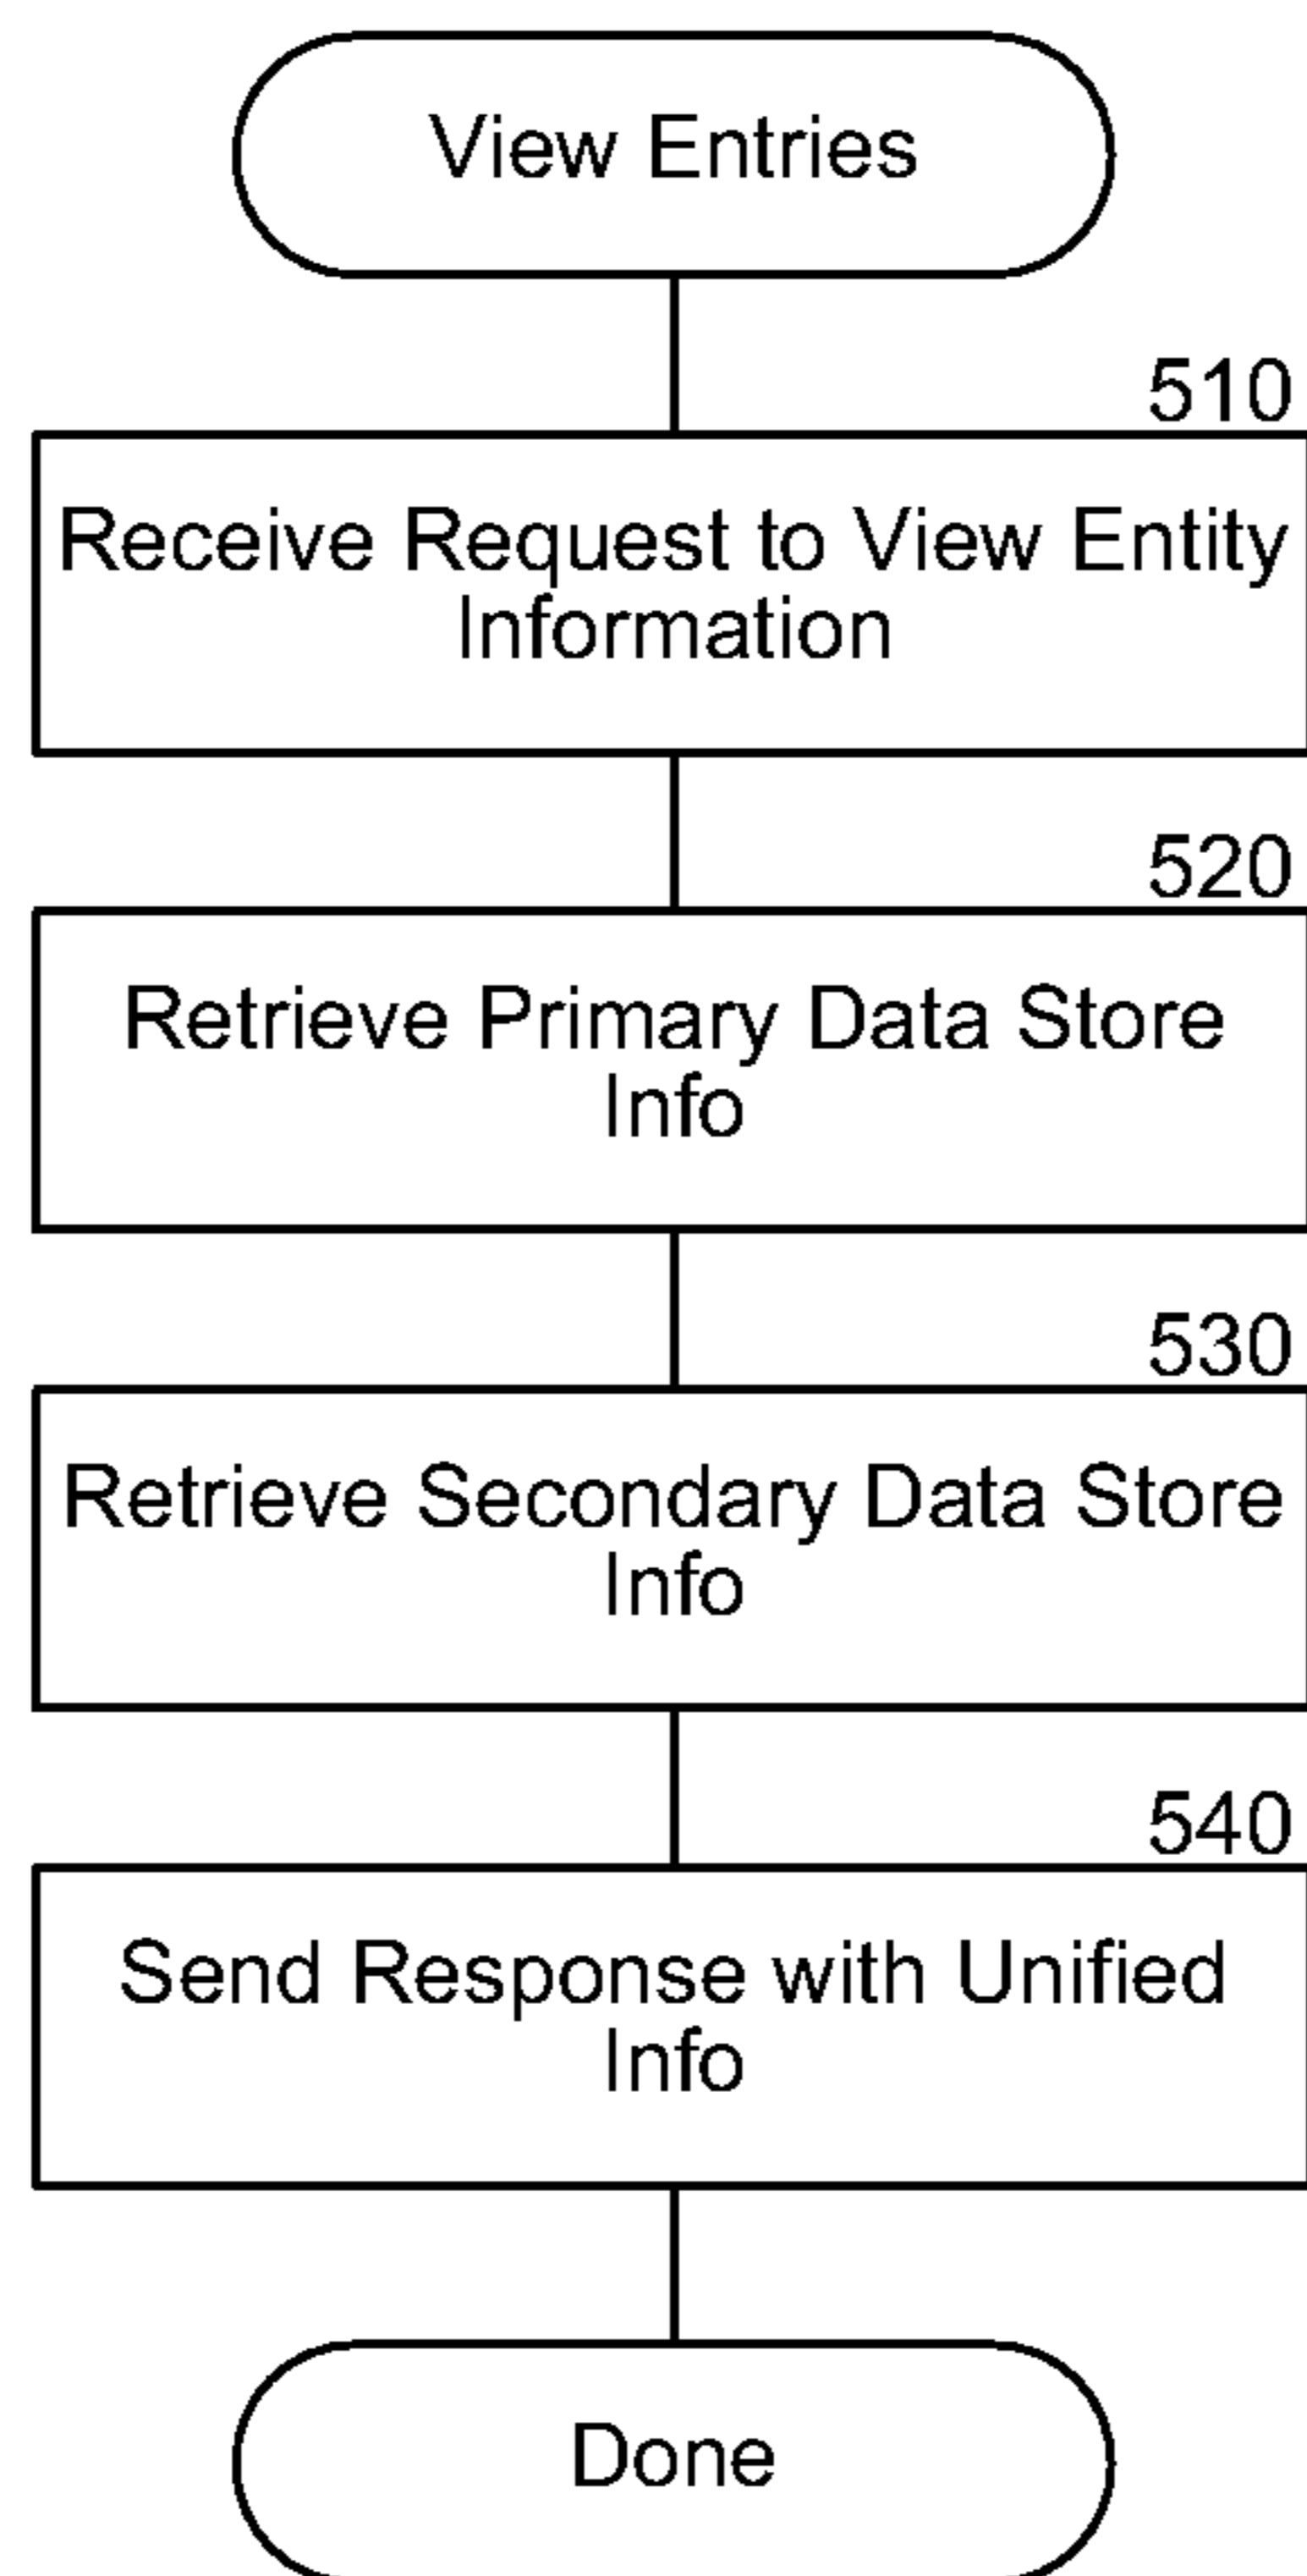 View Entries
510
Receive Request to View Entity
Information
520
Retrieve Primary Data Store
Info
530
Retrieve Secondary Data Store
Info
540
Send Response with Unified
Info
Done